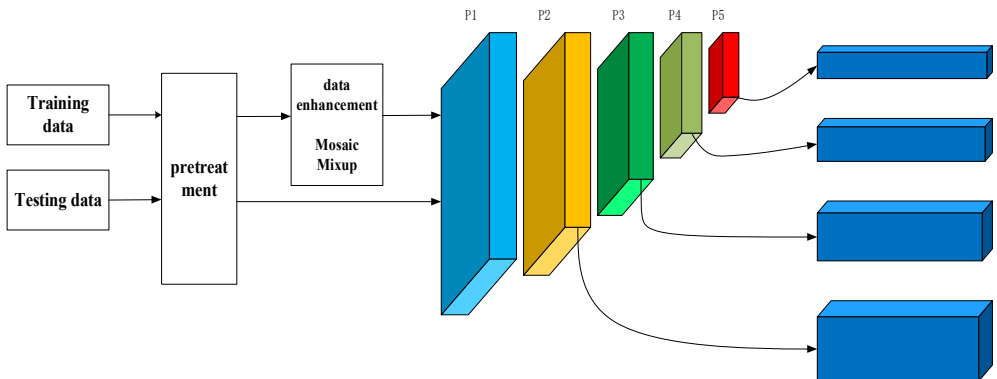 P1
P2
P3
P4
P5
Training
data
Testing data
pretreat
ment
data
enhancement
Mosaic
Mixup